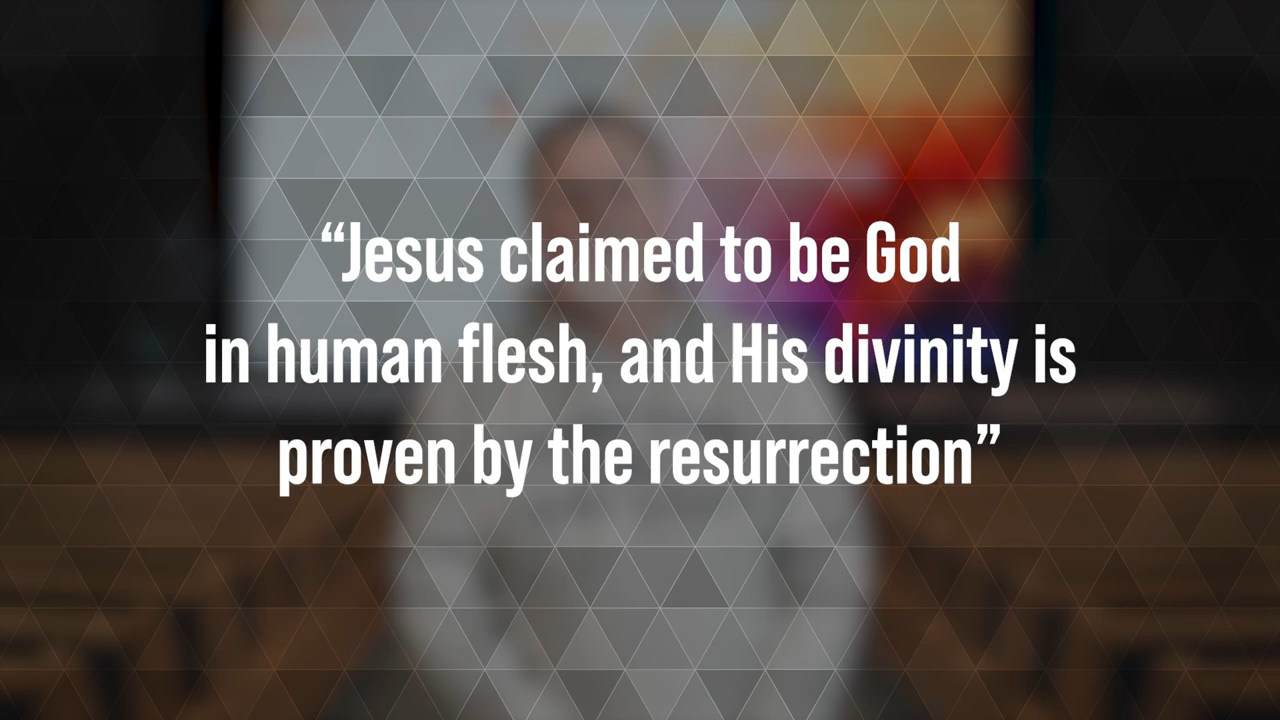 “Jesus claimed to be God
in human flesh, and His divinity is
proven by the resurrection”